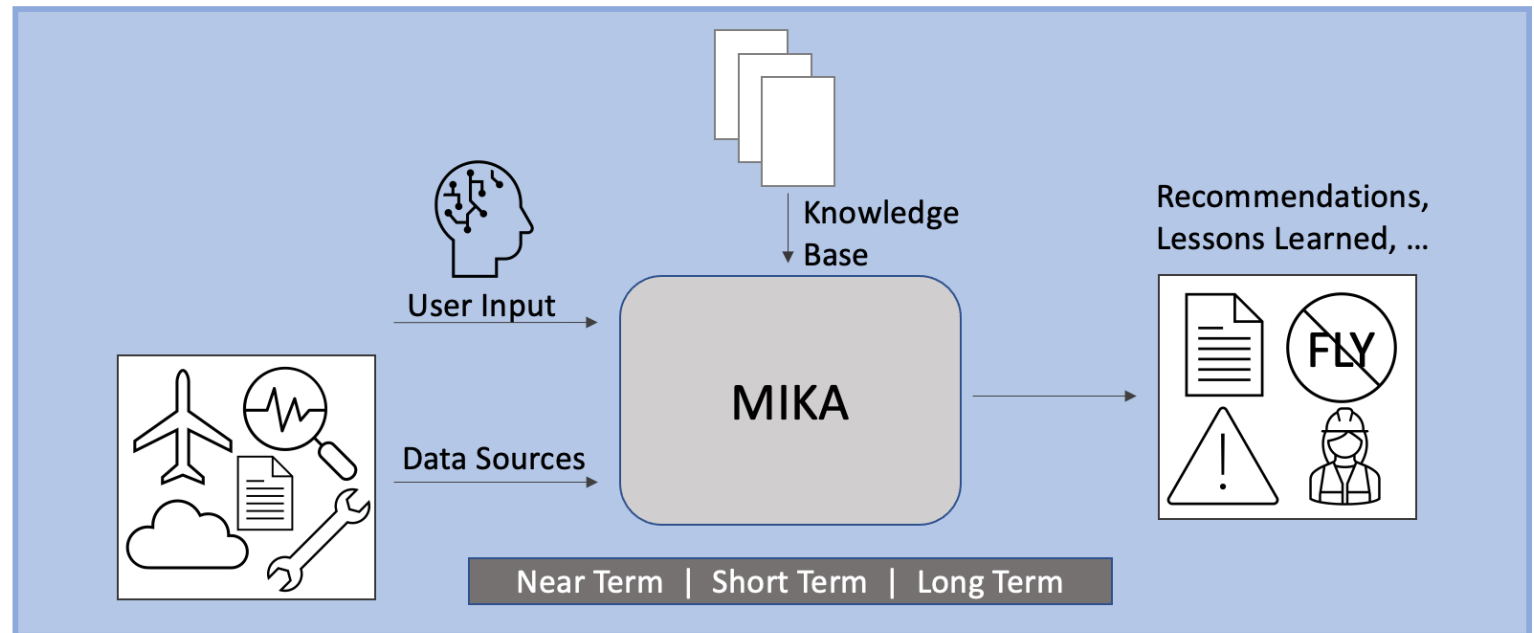 Knowledge
Base
Recommendations,
Lessons Learned, ...
User Input
FLY
MIKA
Data Sources
Near Term | Short Term | Long Term